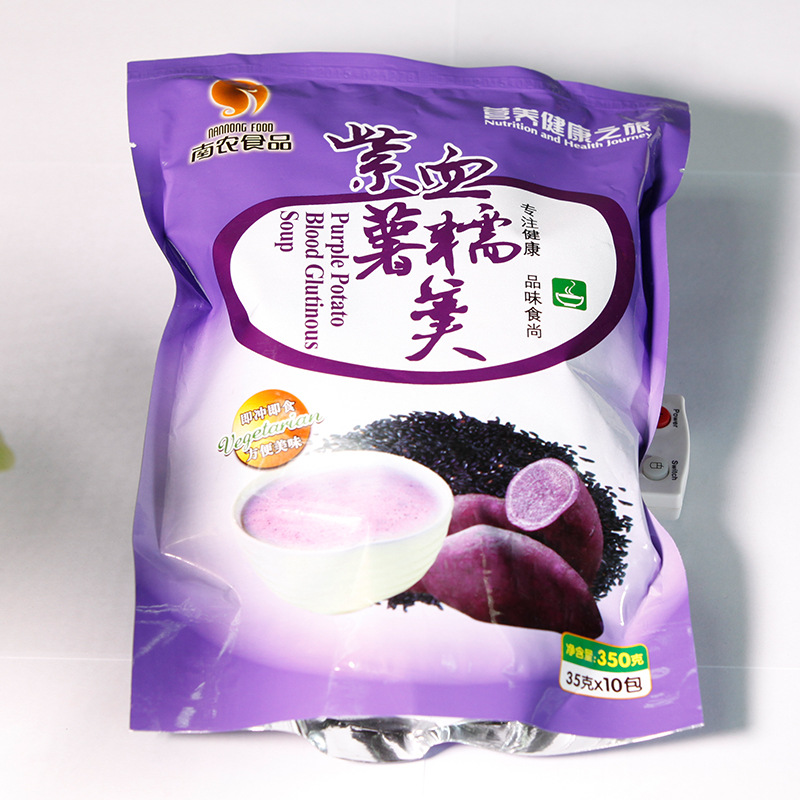 NANNONG FOOD
南农食品
营养健康之旅
Nutrition and Health Journey
紫薯
血糯羹
Purple Potato
Blood Glutinous
Soup
专注健康
品味食尚
即冲即食
Vegetarian
方便美味
净含量:350克
35克x10包
Power
Switch